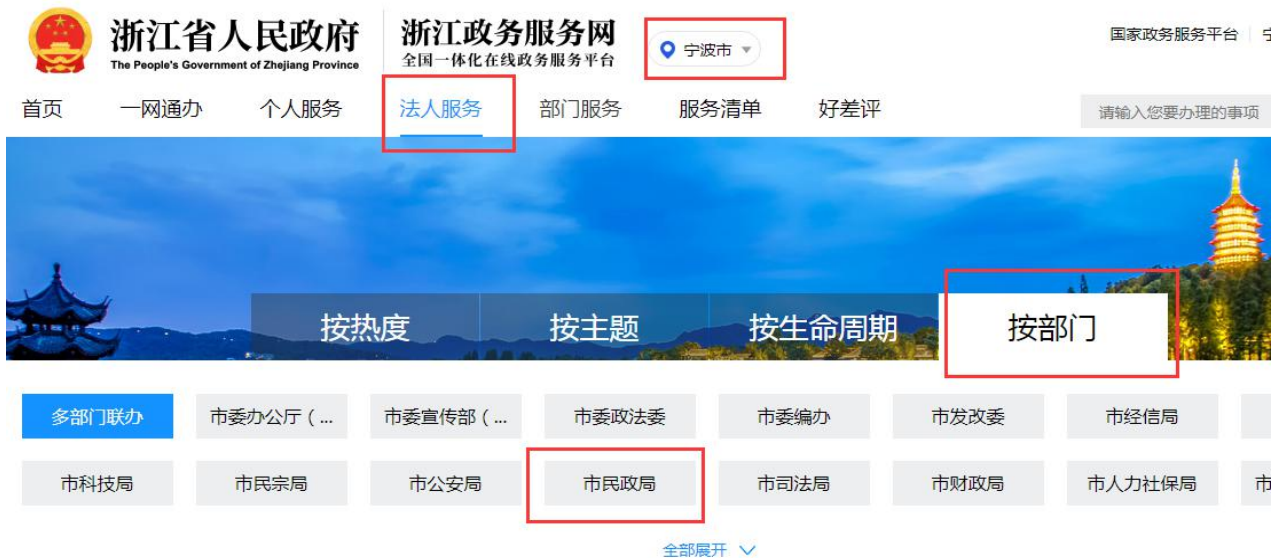 浙江省人民政府
The People's Government of Zhejiang Province
浙江政务服务网
全国一体化在线政务服务平台
宁波市
国家政务服务平台
首页 一网通办 个人服务 法人服务 部门服务 服务清单 好差评
请输入您要办理的事项
按热度 按主题 按生命周期 按部门
多部门联办 市委办公厅（... 市委宣传部（... 市委政法委 市委编办 市发改委 市经信局
市科技局 市民宗局 市公安局 市民政局 市司法局 市财政局 市人力社保局 市
全部展开